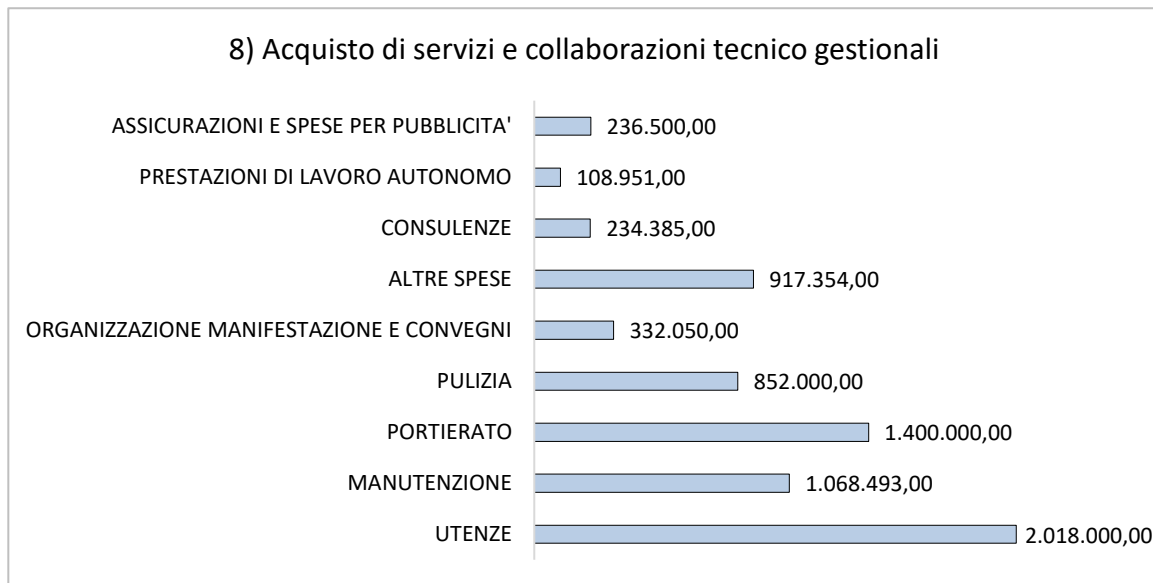 8) Acquisto di servizi e collaborazioni tecnico gestionali
ASSICURAZIONI E SPESE PER PUBBLICITA' 236.500,00
PRESTAZIONI DI LAVORO AUTONOMO 108.951,00
CONSULENZE 234.385,00
ALTRE SPESE 917.354,00
ORGANIZZAZIONE MANIFESTAZIONE E CONVEGNI 332.050,00
PULIZIA 852.000,00
PORTIERATO 1.400.000,00
MANUTENZIONE 1.068.493,00
UTENZE 2.018.000,00